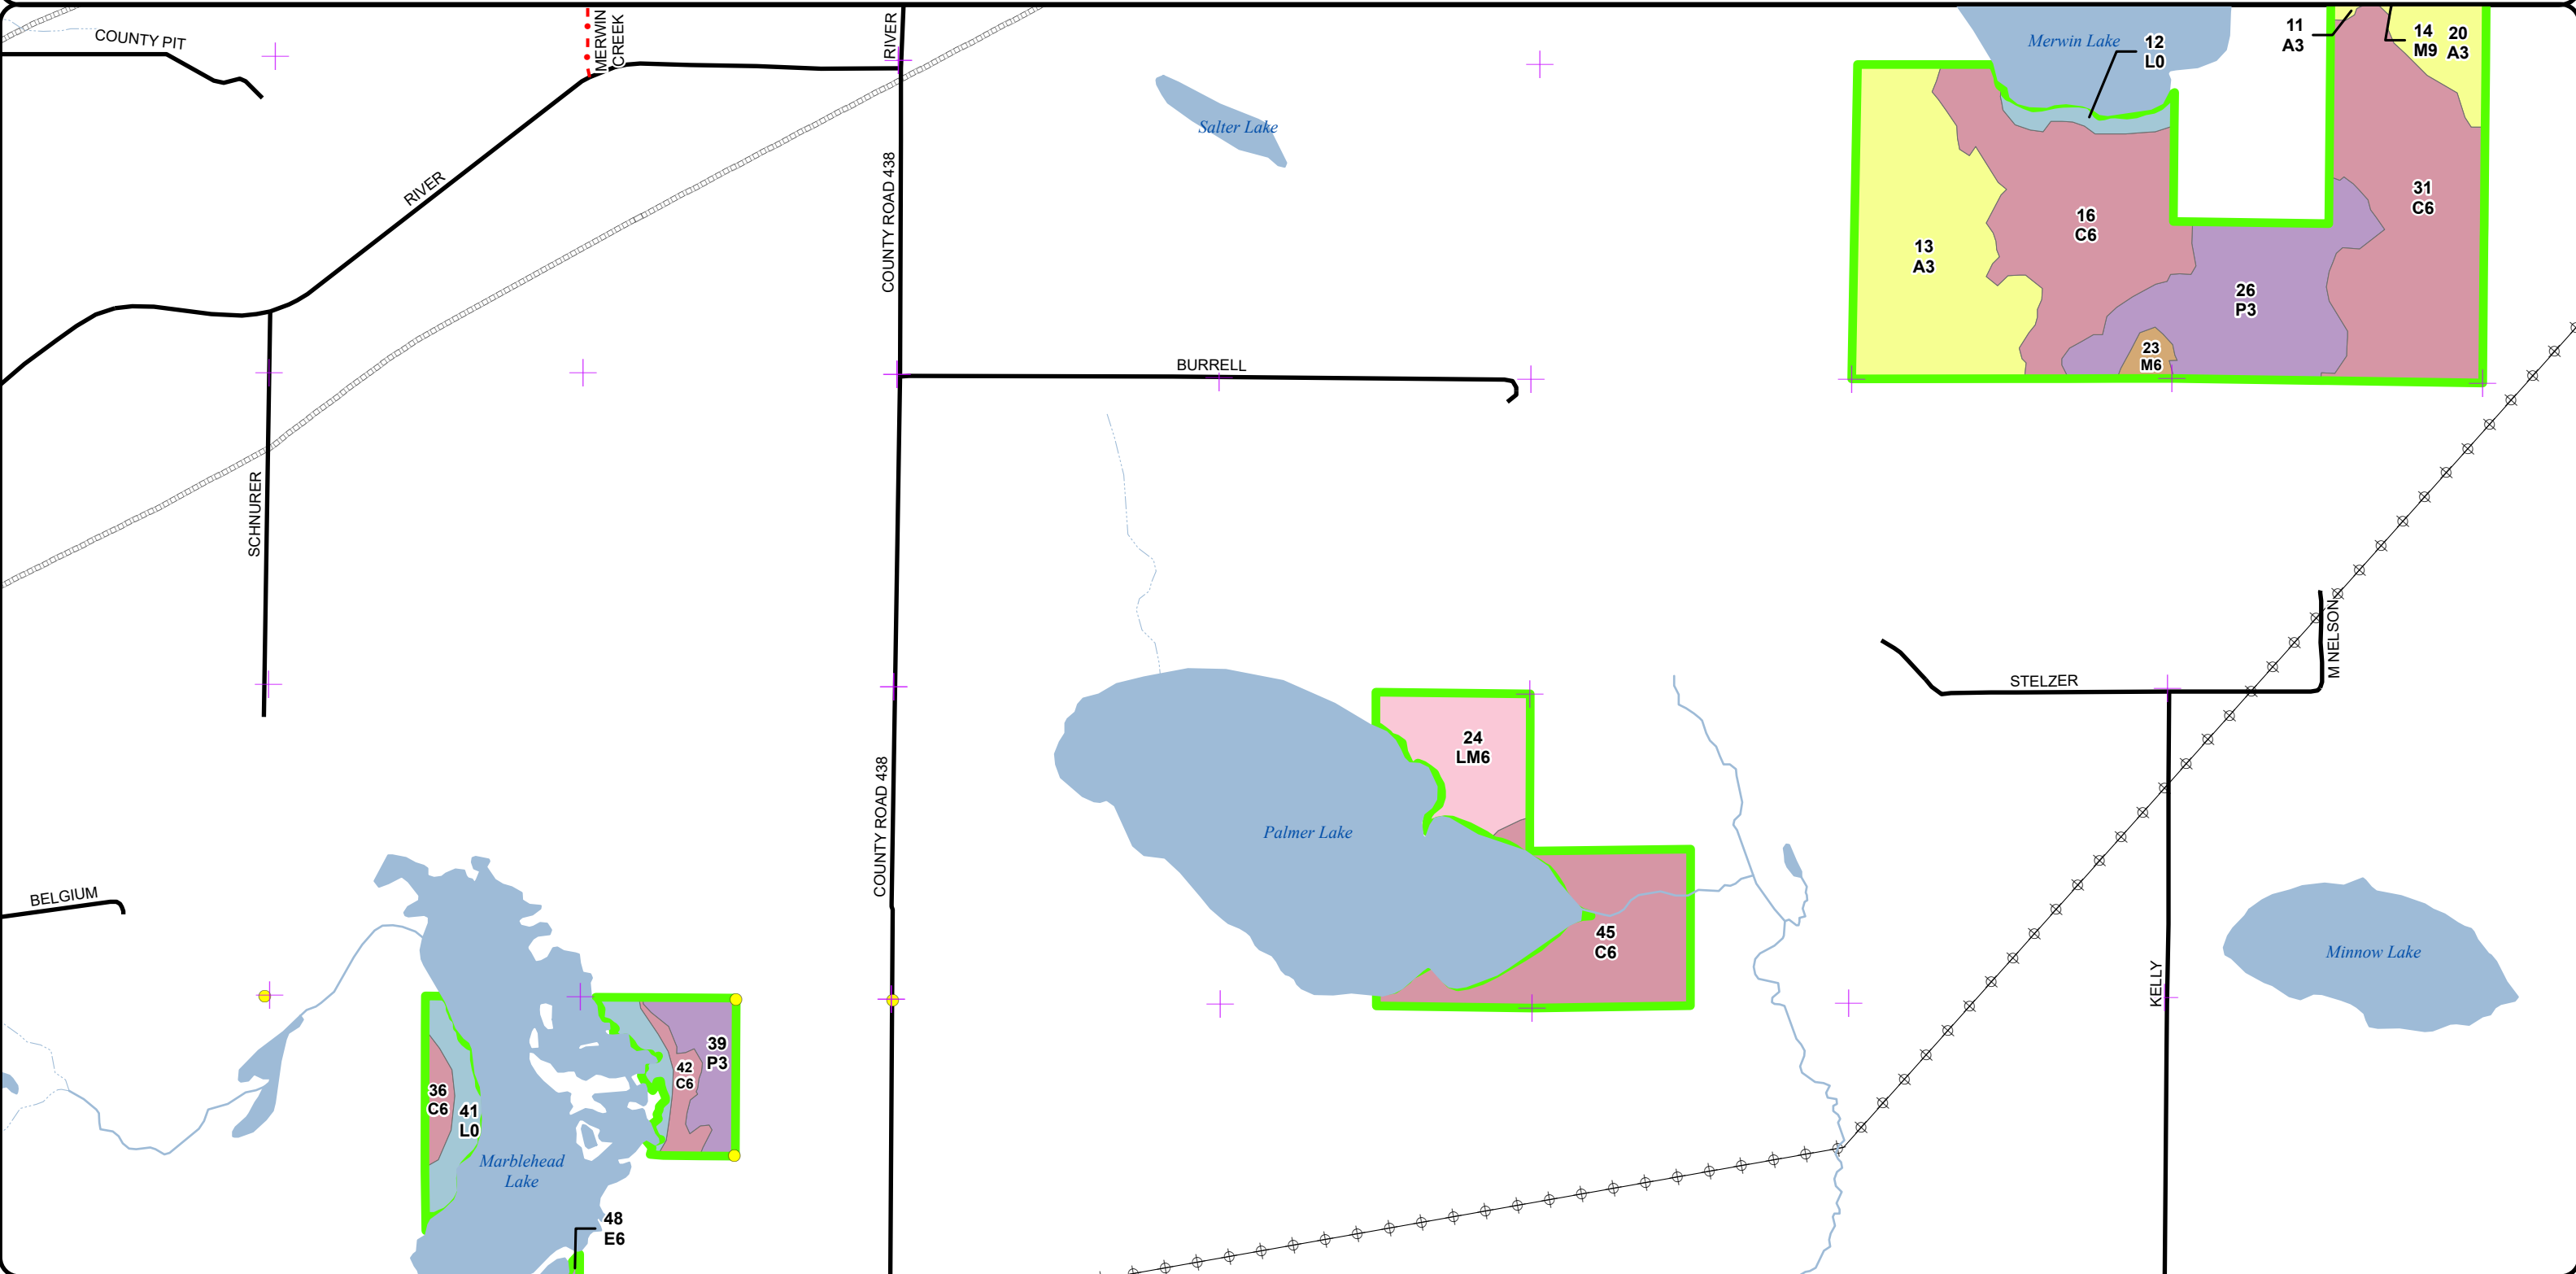 COUNTY PIT
MERWIN
CREEK
RIVER
RIVER
COUNTY ROAD 438
Salter Lake
Merwin Lake
12
L0
11
A3
14
M9
20
A3
13
A3
16
C6
31
C6
26
P3
23
M6
BURRELL
SCHNURER
M NELSON
STELZER
24
LM6
Palmer Lake
COUNTY ROAD 438
BELGIUM
45
C6
Minnow Lake
KELLY
39
P3
42
C6
36
C6
41
L0
Marblehead
Lake
48
E6